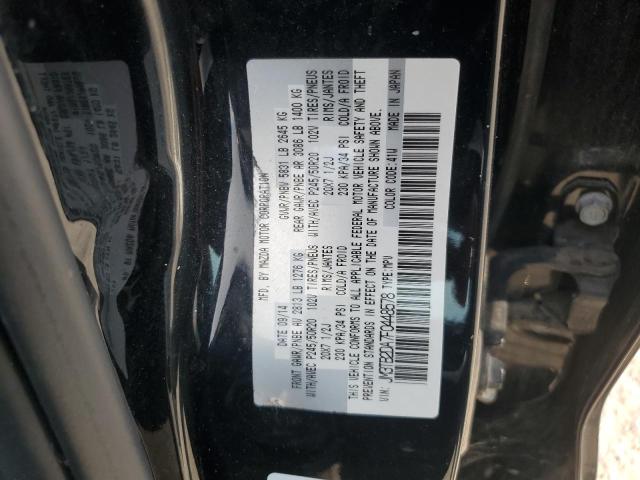 MFD. BY MAZDA MOTOR CORPORATION
DATE 09/14 GVWR/PNBV 5831 LB 2645 KG
FRONT GAWR/PNBE AV 2813 LB 1276 KG REAR GAWR/PNBE AR 3086 LB 1400 KG
WITH/AVEC P245/50R20 102V TIRES/PNEUS WITH/AVEC P245/50R20 102V TIRES/PNEUS
20X7 1/2J RIMS/JANTES 20X7 1/2J RIMS/JANTES
230 KPA/34 PSI COLD/A FROID 230 KPA/34 PSI COLD/A FROID
THIS VEHICLE CONFORMS TO ALL APPLICABLE FEDERAL MOTOR VEHICLE SAFETY AND THEFT
PREVENTION STANDARDS IN EFFECT ON THE DATE OF MANUFACTURE SHOWN ABOVE.
VIN: JM3TB2DA7F0448578 TYPE:MPV COLOR CODE:41W MADE IN JAPAN